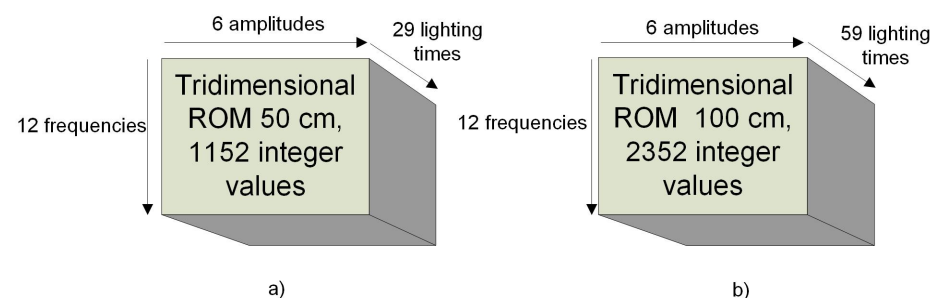 6 amplitudes
29 lighting
times
12 frequencies
Tridimensional
ROM 50 cm,
1152 integer
values
a)
6 amplitudes
59 lighting
times
12 frequencies
Tridimensional
ROM 100 cm,
2352 integer
values
b)